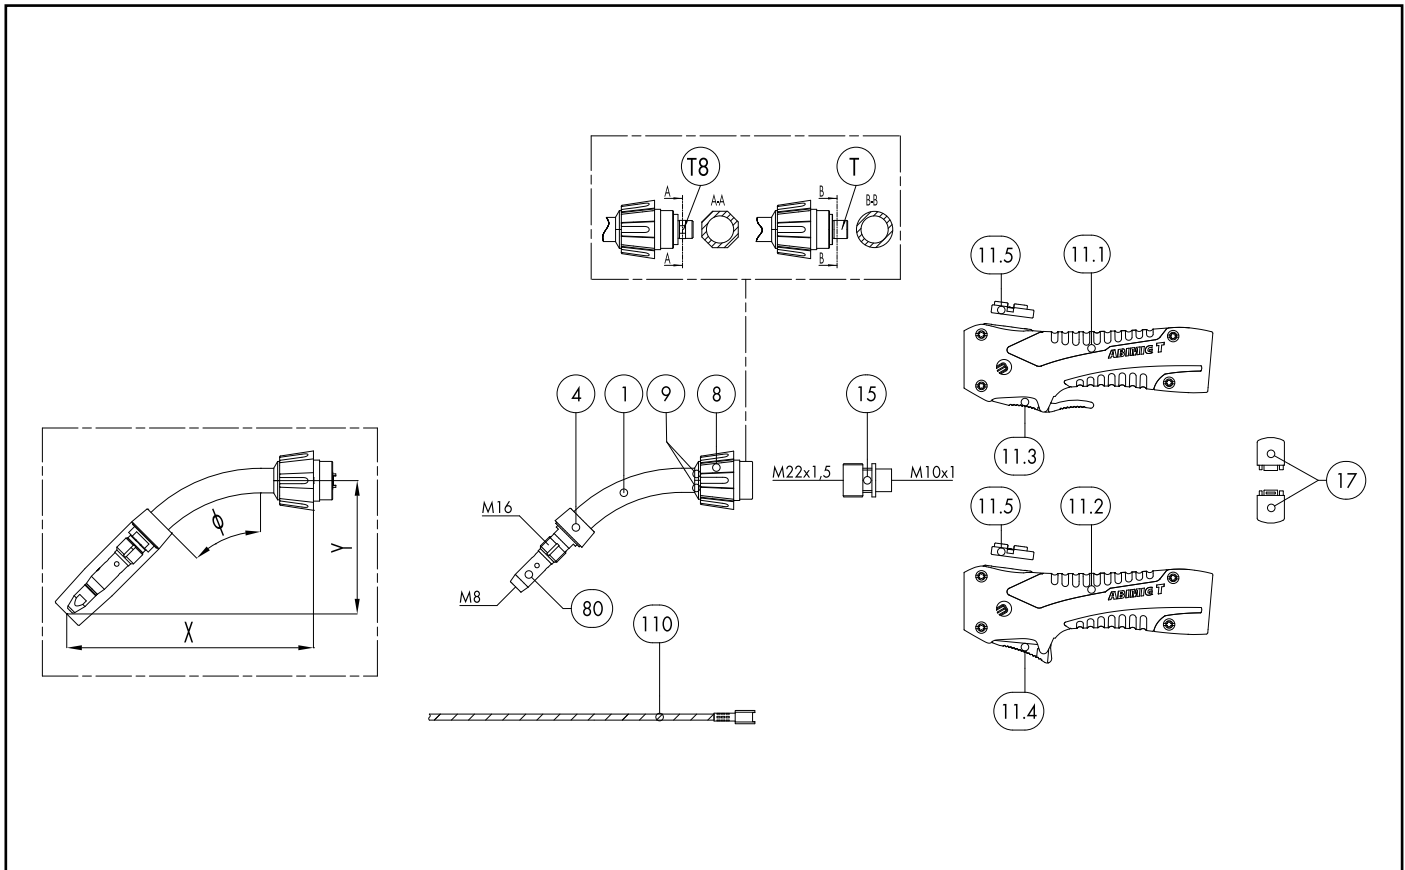 T8
T
A
A-A
B
B-B
A
B
11.5
11.1
ABIMIG T
4
1
9
8
15
11.3
M22x1,5
M10x1
17
M16
11.5
11.2
ϕ
Y
ABIMIG T
M8
80
110
X
11.4